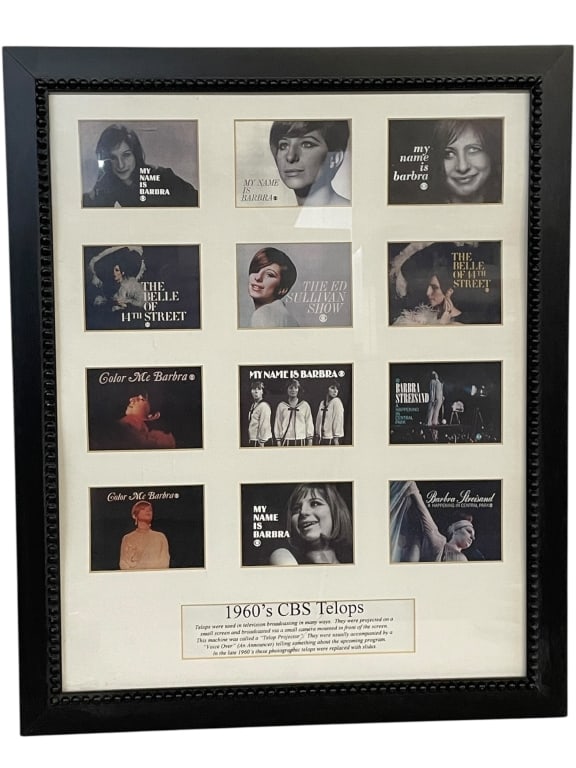 MY
NAME
IS
BARBRA
MY NAME
IS
BARBRA
my
name
is
barbra
THE
BELLE
OF
14TH
STREET
THE ED
SULLIVAN
SHOW
THE
BELLE
OF 14TH
STREET
Color Me Barbra
MY NAME IS BARBRA
BARBRA
STREISAND
A
HAPPENING
IN
CENTRAL
PARK
Color Me Barbra
MY
NAME
IS
BARBRA
Barbra Streisand
A HAPPENING IN CENTRAL PARK
1960's CBS Telops
Telops were used in television broadcasting in many ways. They were projected on a
small screen and broadcasted via a small camera mounted in front of the screen.
This machine was called a "Telop Projector". They were usually accompanied by a
"Voice Over" (An Announcer) telling something about the upcoming program.
In the late 1960's these photographic telops were replaced with slides.